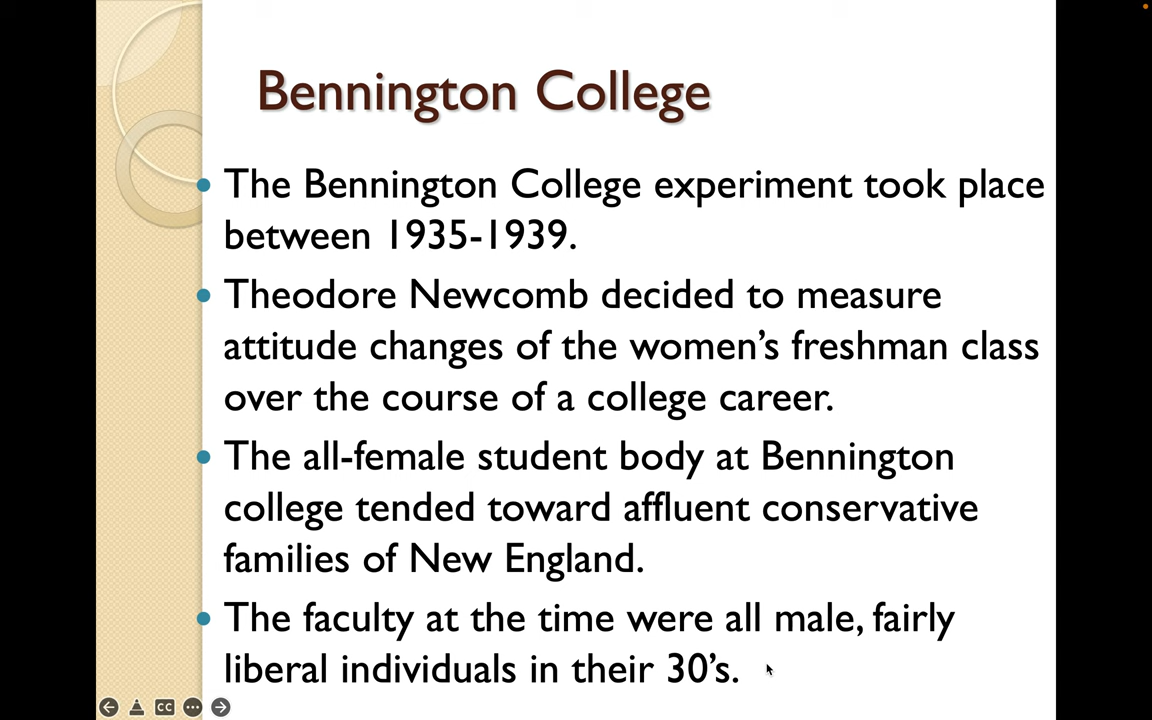 Bennington College
• The Bennington College experiment took place
between 1935-1939.
• Theodore Newcomb decided to measure
attitude changes of the women’s freshman class
over the course of a college career.
• The all-female student body at Bennington
college tended toward affluent conservative
families of New England.
• The faculty at the time were all male, fairly
liberal individuals in their 30’s.
CC